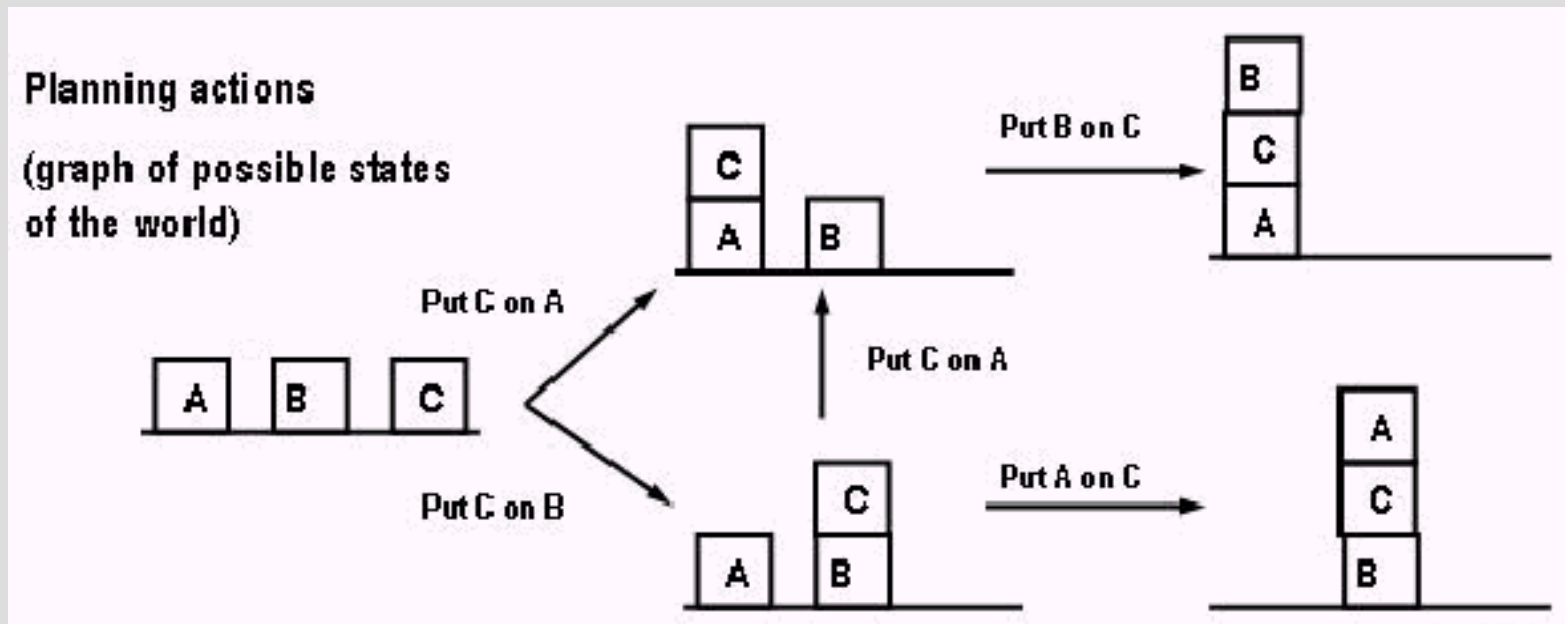 Planning actions
(graph of possible states
of the world)
Put C on A
A B C
Put C on B
C
A B
Put B on C
B
C
A
Put C on A
C
A B
Put A on C
A
C
B